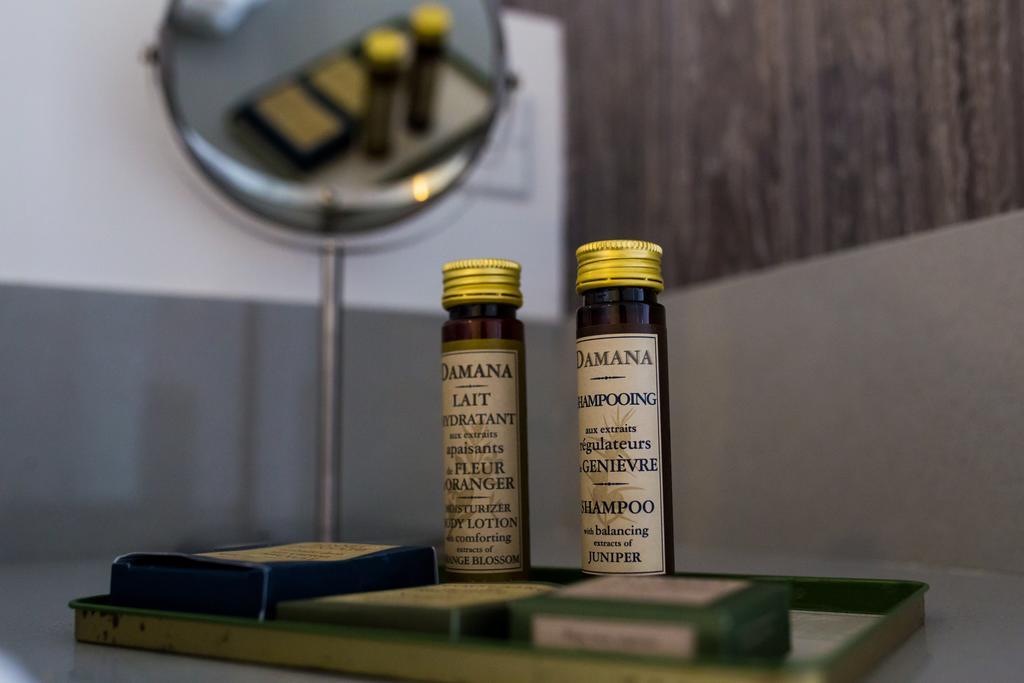 DAMANA
LAIT
HYDRATANT
aux extraits
apaisants
de FLEUR
ORANGER
MOISTURIZER
BODY LOTION
with comforting
extracts of
ORANGE BLOSSOM
DAMANA
SHAMPOOING
aux extraits
régulateurs
GENIÈVRE
SHAMPOO
with balancing
extracts of
JUNIPER